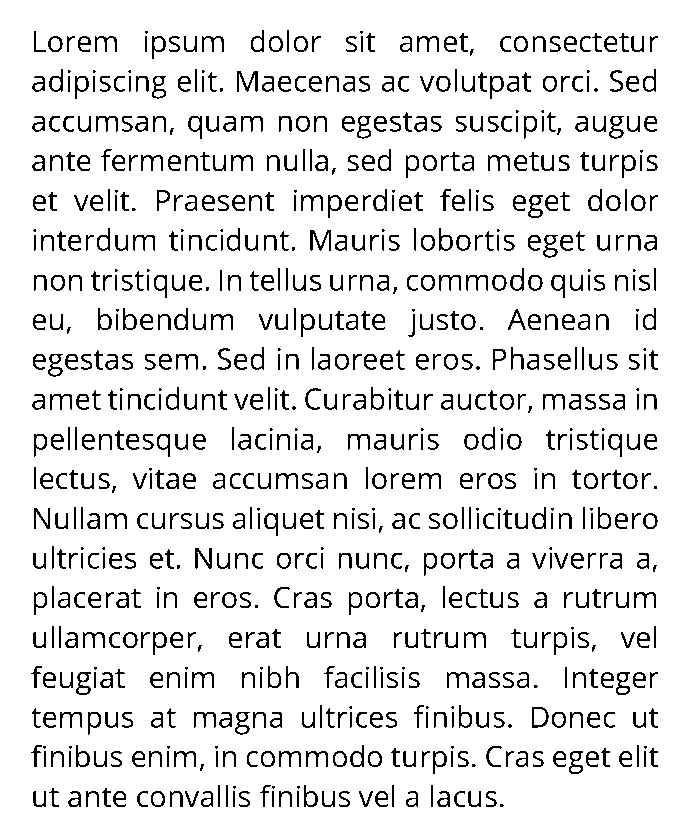 Lorem ipsum dolor sit amet, consectetur
adipiscing elit. Maecenas ac volutpat orci. Sed
accumsan, quam non egestas suscipit, augue
ante fermentum nulla, sed porta metus turpis
et velit. Praesent imperdiet felis eget dolor
interdum tincidunt. Mauris lobortis eget urna
non tristique. In tellus urna, commodo quis nisl
eu, bibendum vulputate justo. Aenean id
egestas sem. Sed in laoreet eros. Phasellus sit
amet tincidunt velit. Curabitur auctor, massa in
pellentesque lacinia, mauris odio tristique
lectus, vitae accumsan lorem eros in tortor.
Nullam cursus aliquet nisi, ac sollicitudin libero
ultricies et. Nunc orci nunc, porta a viverra a,
placerat in eros. Cras porta, lectus a rutrum
ullamcorper, erat urna rutrum turpis, vel
feugiat enim nibh facilisis massa. Integer
tempus at magna ultrices finibus. Donec ut
finibus enim, in commodo turpis. Cras eget elit
ut ante convallis finibus vel a lacus.